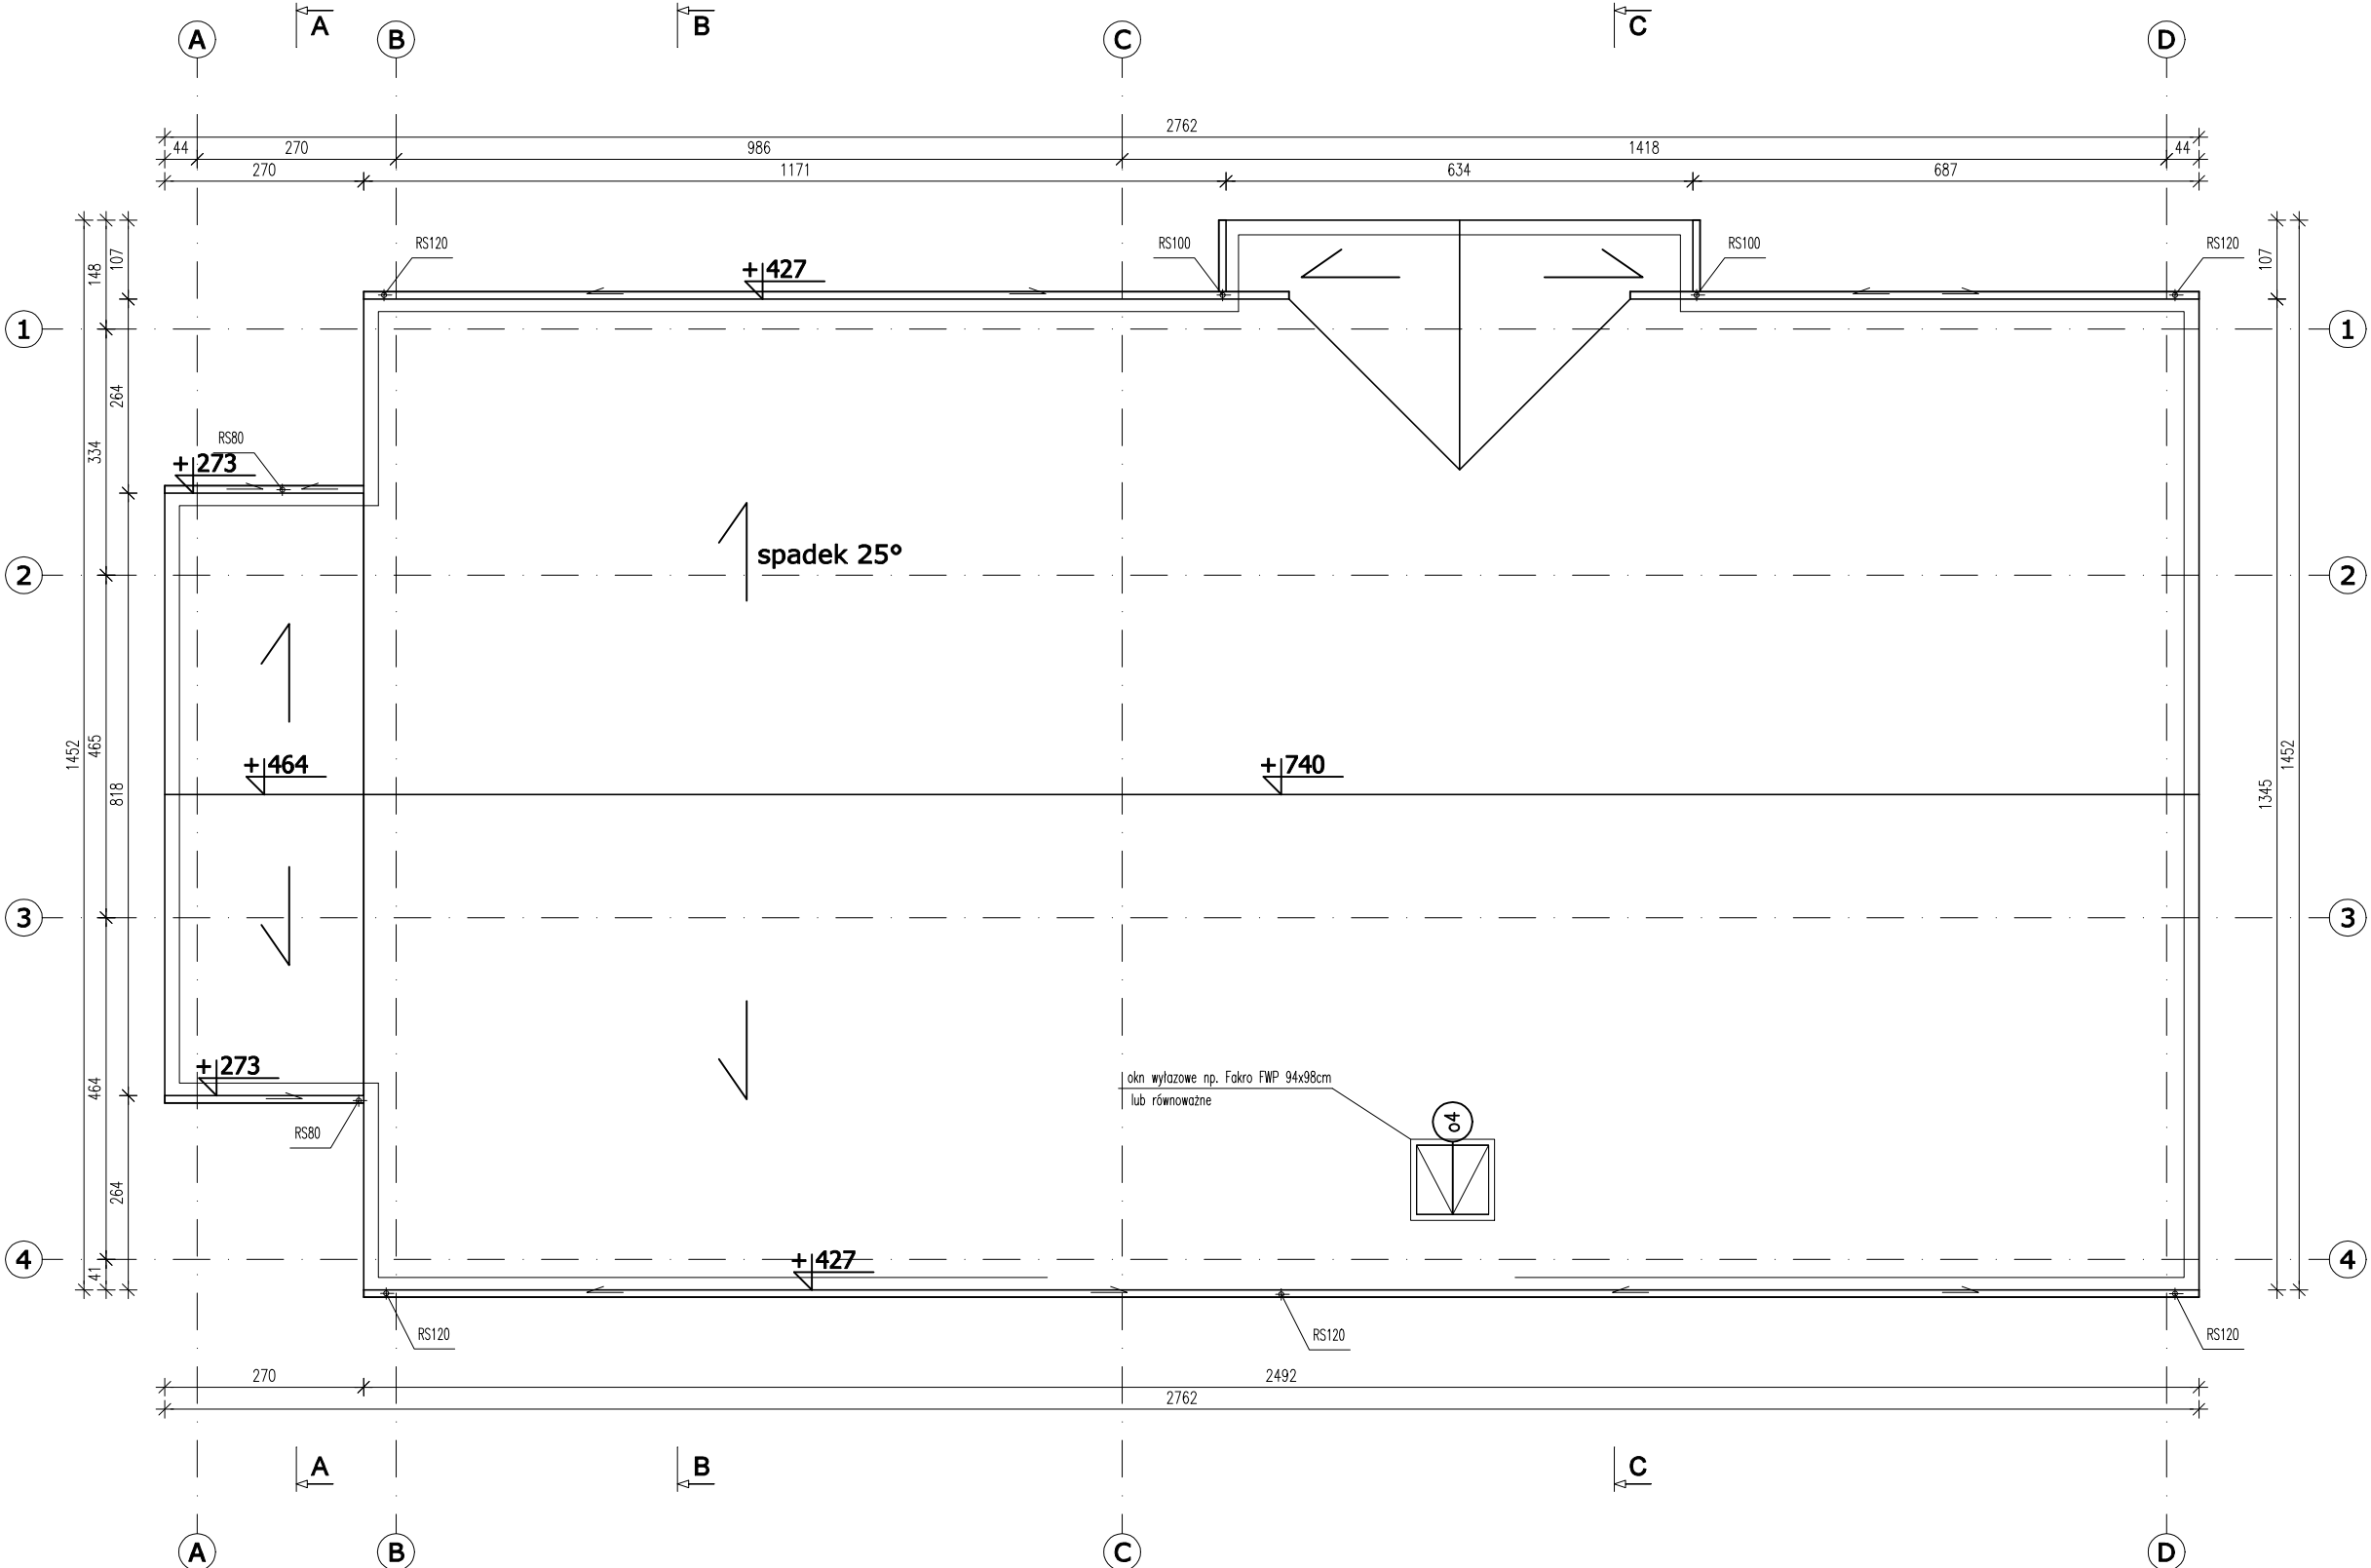 A
B
C
A
B
C
D
2762
44
270
986
1418
44
270
1171
634
687
RS120
RS100
RS100
RS120
+427
148
107
107
1
1
264
334
RS80
+273
spadek 25°
2
2
1452
465
818
+464
+740
1452
1345
3
3
+273
464
RS80
okn wyłazowe np. Fakro FWP 94x98cm
lub równoważne
o4
264
4
4
41
+427
RS120
RS120
RS120
270
2492
2762
A
B
C
A
B
C
D